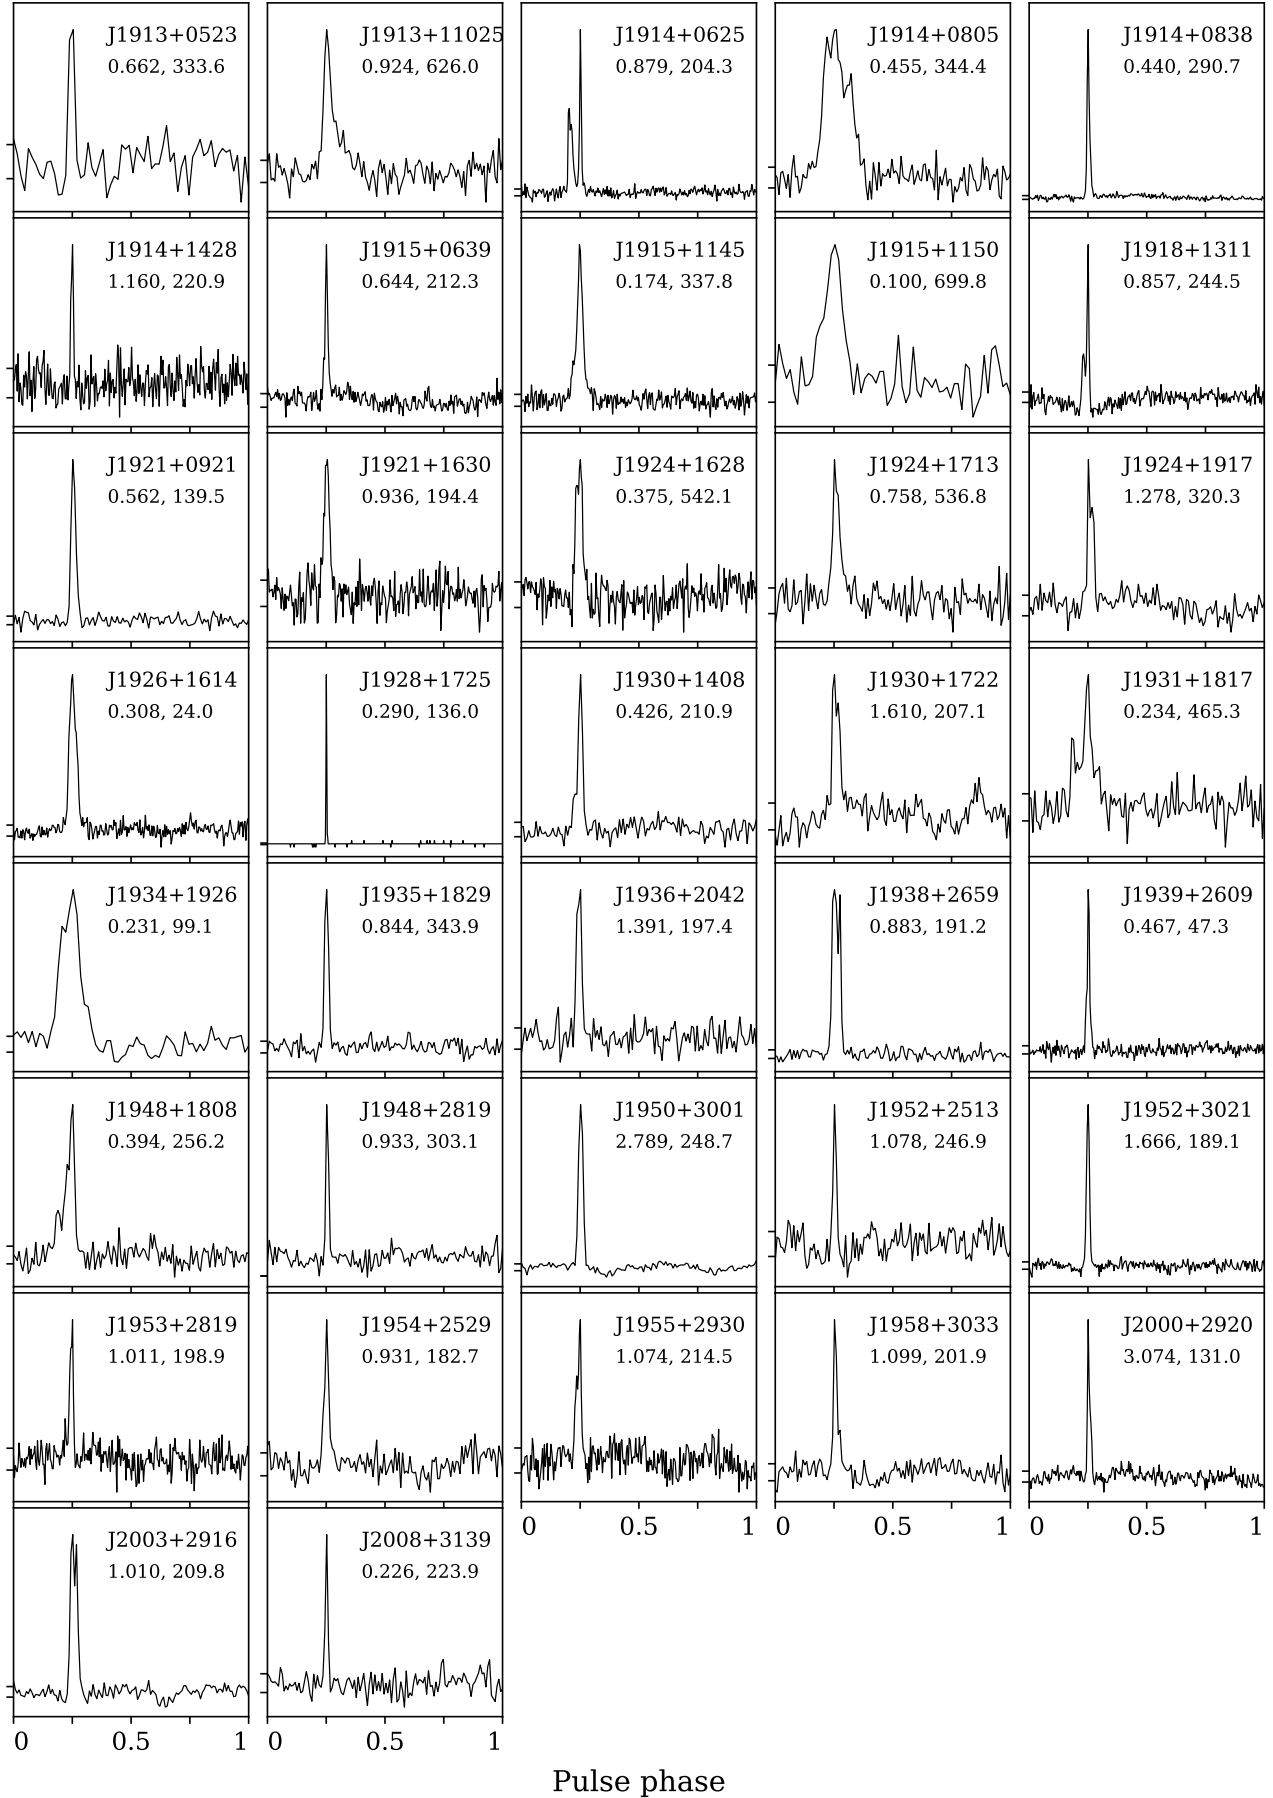 J1913+0523
0.662, 333.6
J1913+11025
0.924, 626.0
J1914+0625
0.879, 204.3
J1914+0805
0.455, 344.4
J1914+0838
0.440, 290.7
J1914+1428
1.160, 220.9
J1915+0639
0.644, 212.3
J1915+1145
0.174, 337.8
J1915+1150
0.100, 699.8
J1918+1311
0.857, 244.5
J1921+0921
0.562, 139.5
J1921+1630
0.936, 194.4
J1924+1628
0.375, 542.1
J1924+1713
0.758, 536.8
J1924+1917
1.278, 320.3
J1926+1614
0.308, 24.0
J1928+1725
0.290, 136.0
J1930+1408
0.426, 210.9
J1930+1722
1.610, 207.1
J1931+1817
0.234, 465.3
J1934+1926
0.231, 99.1
J1935+1829
0.844, 343.9
J1936+2042
1.391, 197.4
J1938+2659
0.883, 191.2
J1939+2609
0.467, 47.3
J1948+1808
0.394, 256.2
J1948+2819
0.933, 303.1
J1950+3001
2.789, 248.7
J1952+2513
1.078, 246.9
J1952+3021
1.666, 189.1
J1953+2819
1.011, 198.9
J1954+2529
0.931, 182.7
J1955+2930
1.074, 214.5
J1958+3033
1.099, 201.9
J2000+2920
3.074, 131.0
0 0.5 1
0 0.5 1
0 0.5 1
J2003+2916
1.010, 209.8
J2008+3139
0.226, 223.9
0 0.5 1
0 0.5 1
Pulse phase